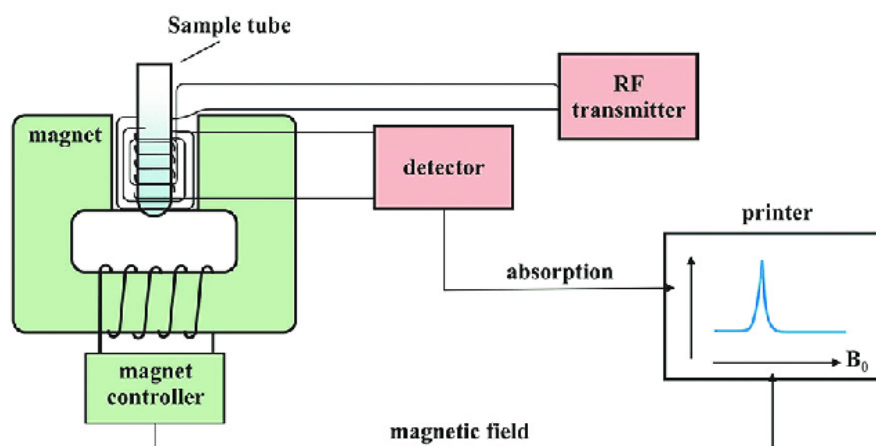 Sample tube
RF
transmitter
magnet
detector
printer
absorption
B₀
magnet
controller
magnetic field